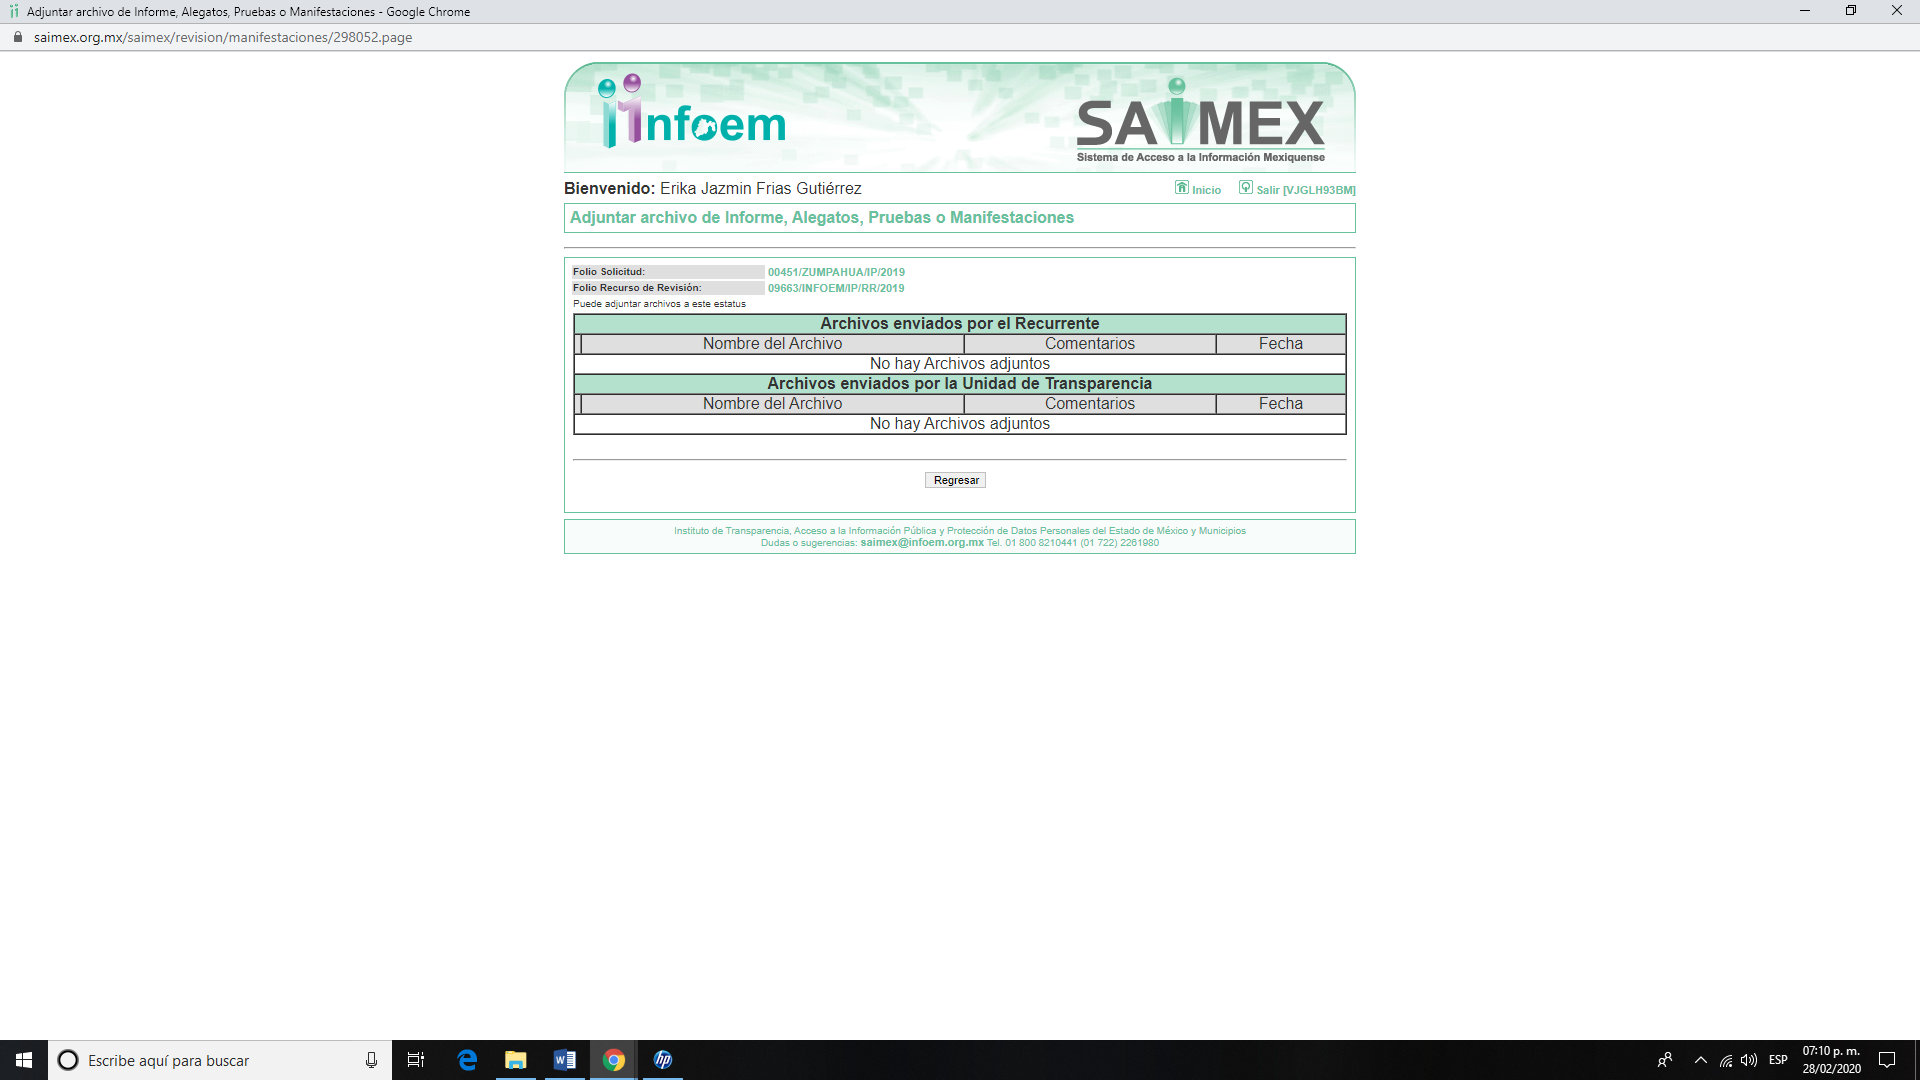 Adjuntar archivo de Informe, Alegatos, Pruebas o Manifestaciones - Google Chrome
saimex.org.mx/saimex/revision/manifestaciones/298052.page
infoem
SAIMEX
Sistema de Acceso a la Información Mexiquense
Bienvenido: Erika Jazmin Frias Gutiérrez
Inicio
Salir [VJGLH93BM]
Adjuntar archivo de Informe, Alegatos, Pruebas o Manifestaciones
Folio Solicitud: 00451/ZUMPAHUA/IP/2019
Folio Recurso de Revisión: 09663/INFOEM/IP/RR/2019
Puede adjuntar archivos a este estatus
Archivos enviados por el Recurrente
Nombre del Archivo Comentarios Fecha
No hay Archivos adjuntos
Archivos enviados por la Unidad de Transparencia
Nombre del Archivo Comentarios Fecha
No hay Archivos adjuntos
Regresar
Instituto de Transparencia, Acceso a la Información Pública y Protección de Datos Personales del Estado de México y Municipios
Dudas o sugerencias: saimex@infoem.org.mx Tel. 01 800 8210441 (01 722) 2261980
Escribe aquí para buscar
ESP
07:10 p. m.
28/02/2020